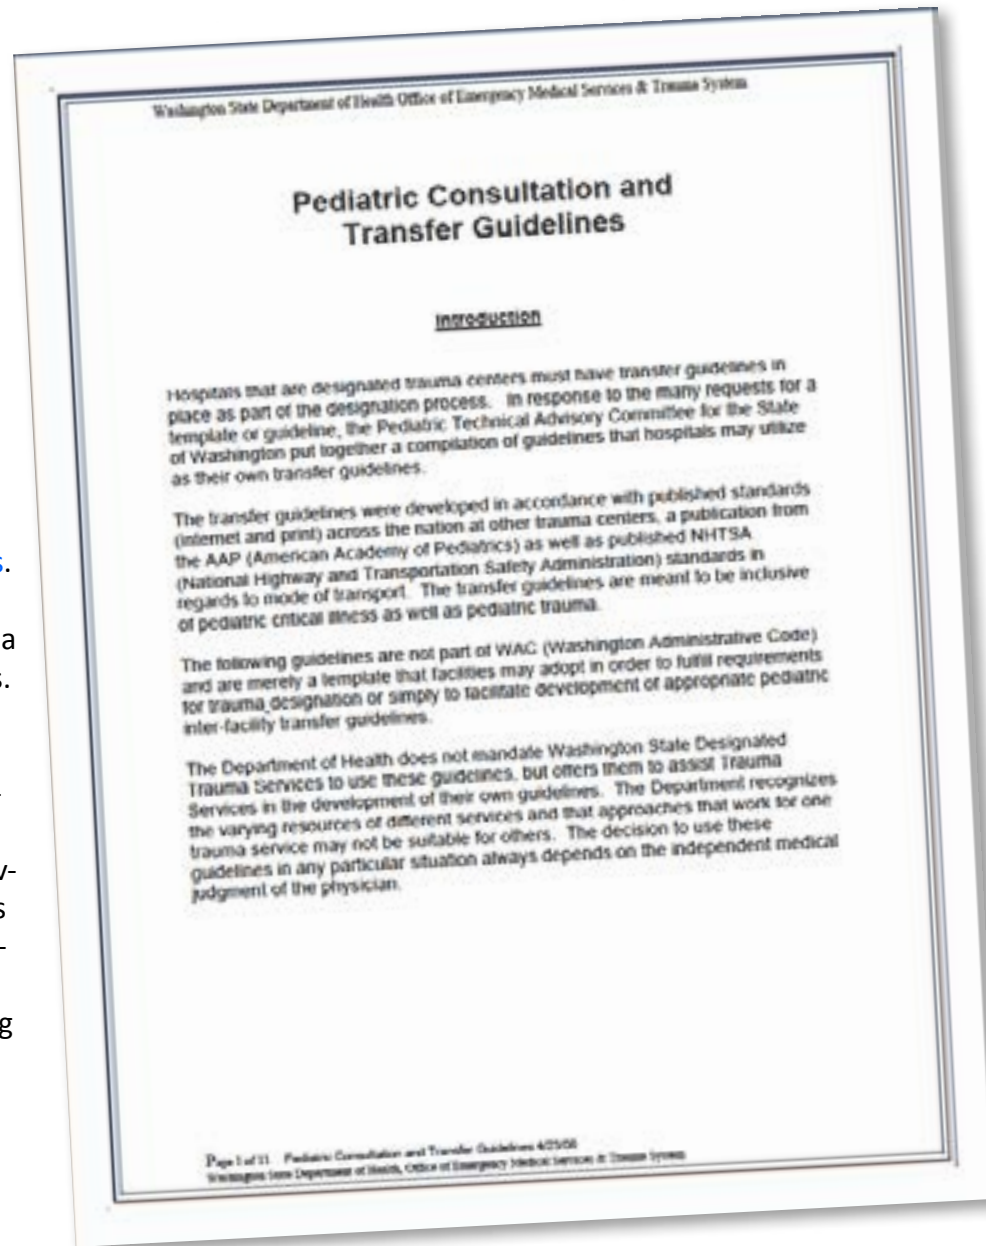 Washington State Department of Health Office of Emergency Medical Services & Trauma System
Pediatric Consultation and
Transfer Guidelines
Introduction
Hospitals that are designated trauma centers must have transfer guidelines in
place as part of the designation process. In response to the many requests for a
template or guideline, the Pediatric Technical Advisory Committee for the State
of Washington put together a compilation of guidelines that hospitals may utilize
as their own transfer guidelines.
The transfer guidelines were developed in accordance with published standards
(internet and print) across the nation at other trauma centers, a publication from
the AAP (American Academy of Pediatrics) as well as published NHTSA
(National Highway and Transportation Safety Administration) standards in
regards to mode of transport. The transfer guidelines are meant to be inclusive
of pediatric critical illness as well as pediatric trauma.
The following guidelines are not part of WAC (Washington Administrative Code)
and are merely a template that facilities may adopt in order to fulfill requirements
for trauma designation or simply to facilitate development of appropriate pediatric
inter-facility transfer guidelines.
The Department of Health does not mandate Washington State Designated
Trauma Services to use these guidelines, but offers them to assist Trauma
Services in the development of their own guidelines. The Department recognizes
the varying resources of different services and that approaches that work for one
trauma service may not be suitable for others. The decision to use these
guidelines in any particular situation always depends on the independent medical
judgment of the physician.
Page 1 of 11 Pediatric Consultation and Transfer Guidelines
Washington State Department of Health, Office of Emergency Medical Services & Trauma System
s.
a
s.
v-
s
-
g